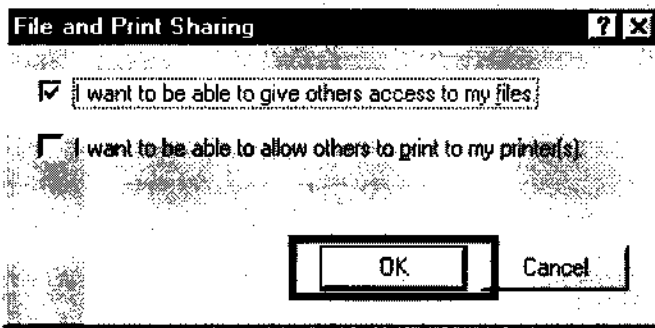 File and Print Sharing ? X
I want to be able to give others access to my files.
I want to be able to allow others to print to my printer(s).
OK Cancel